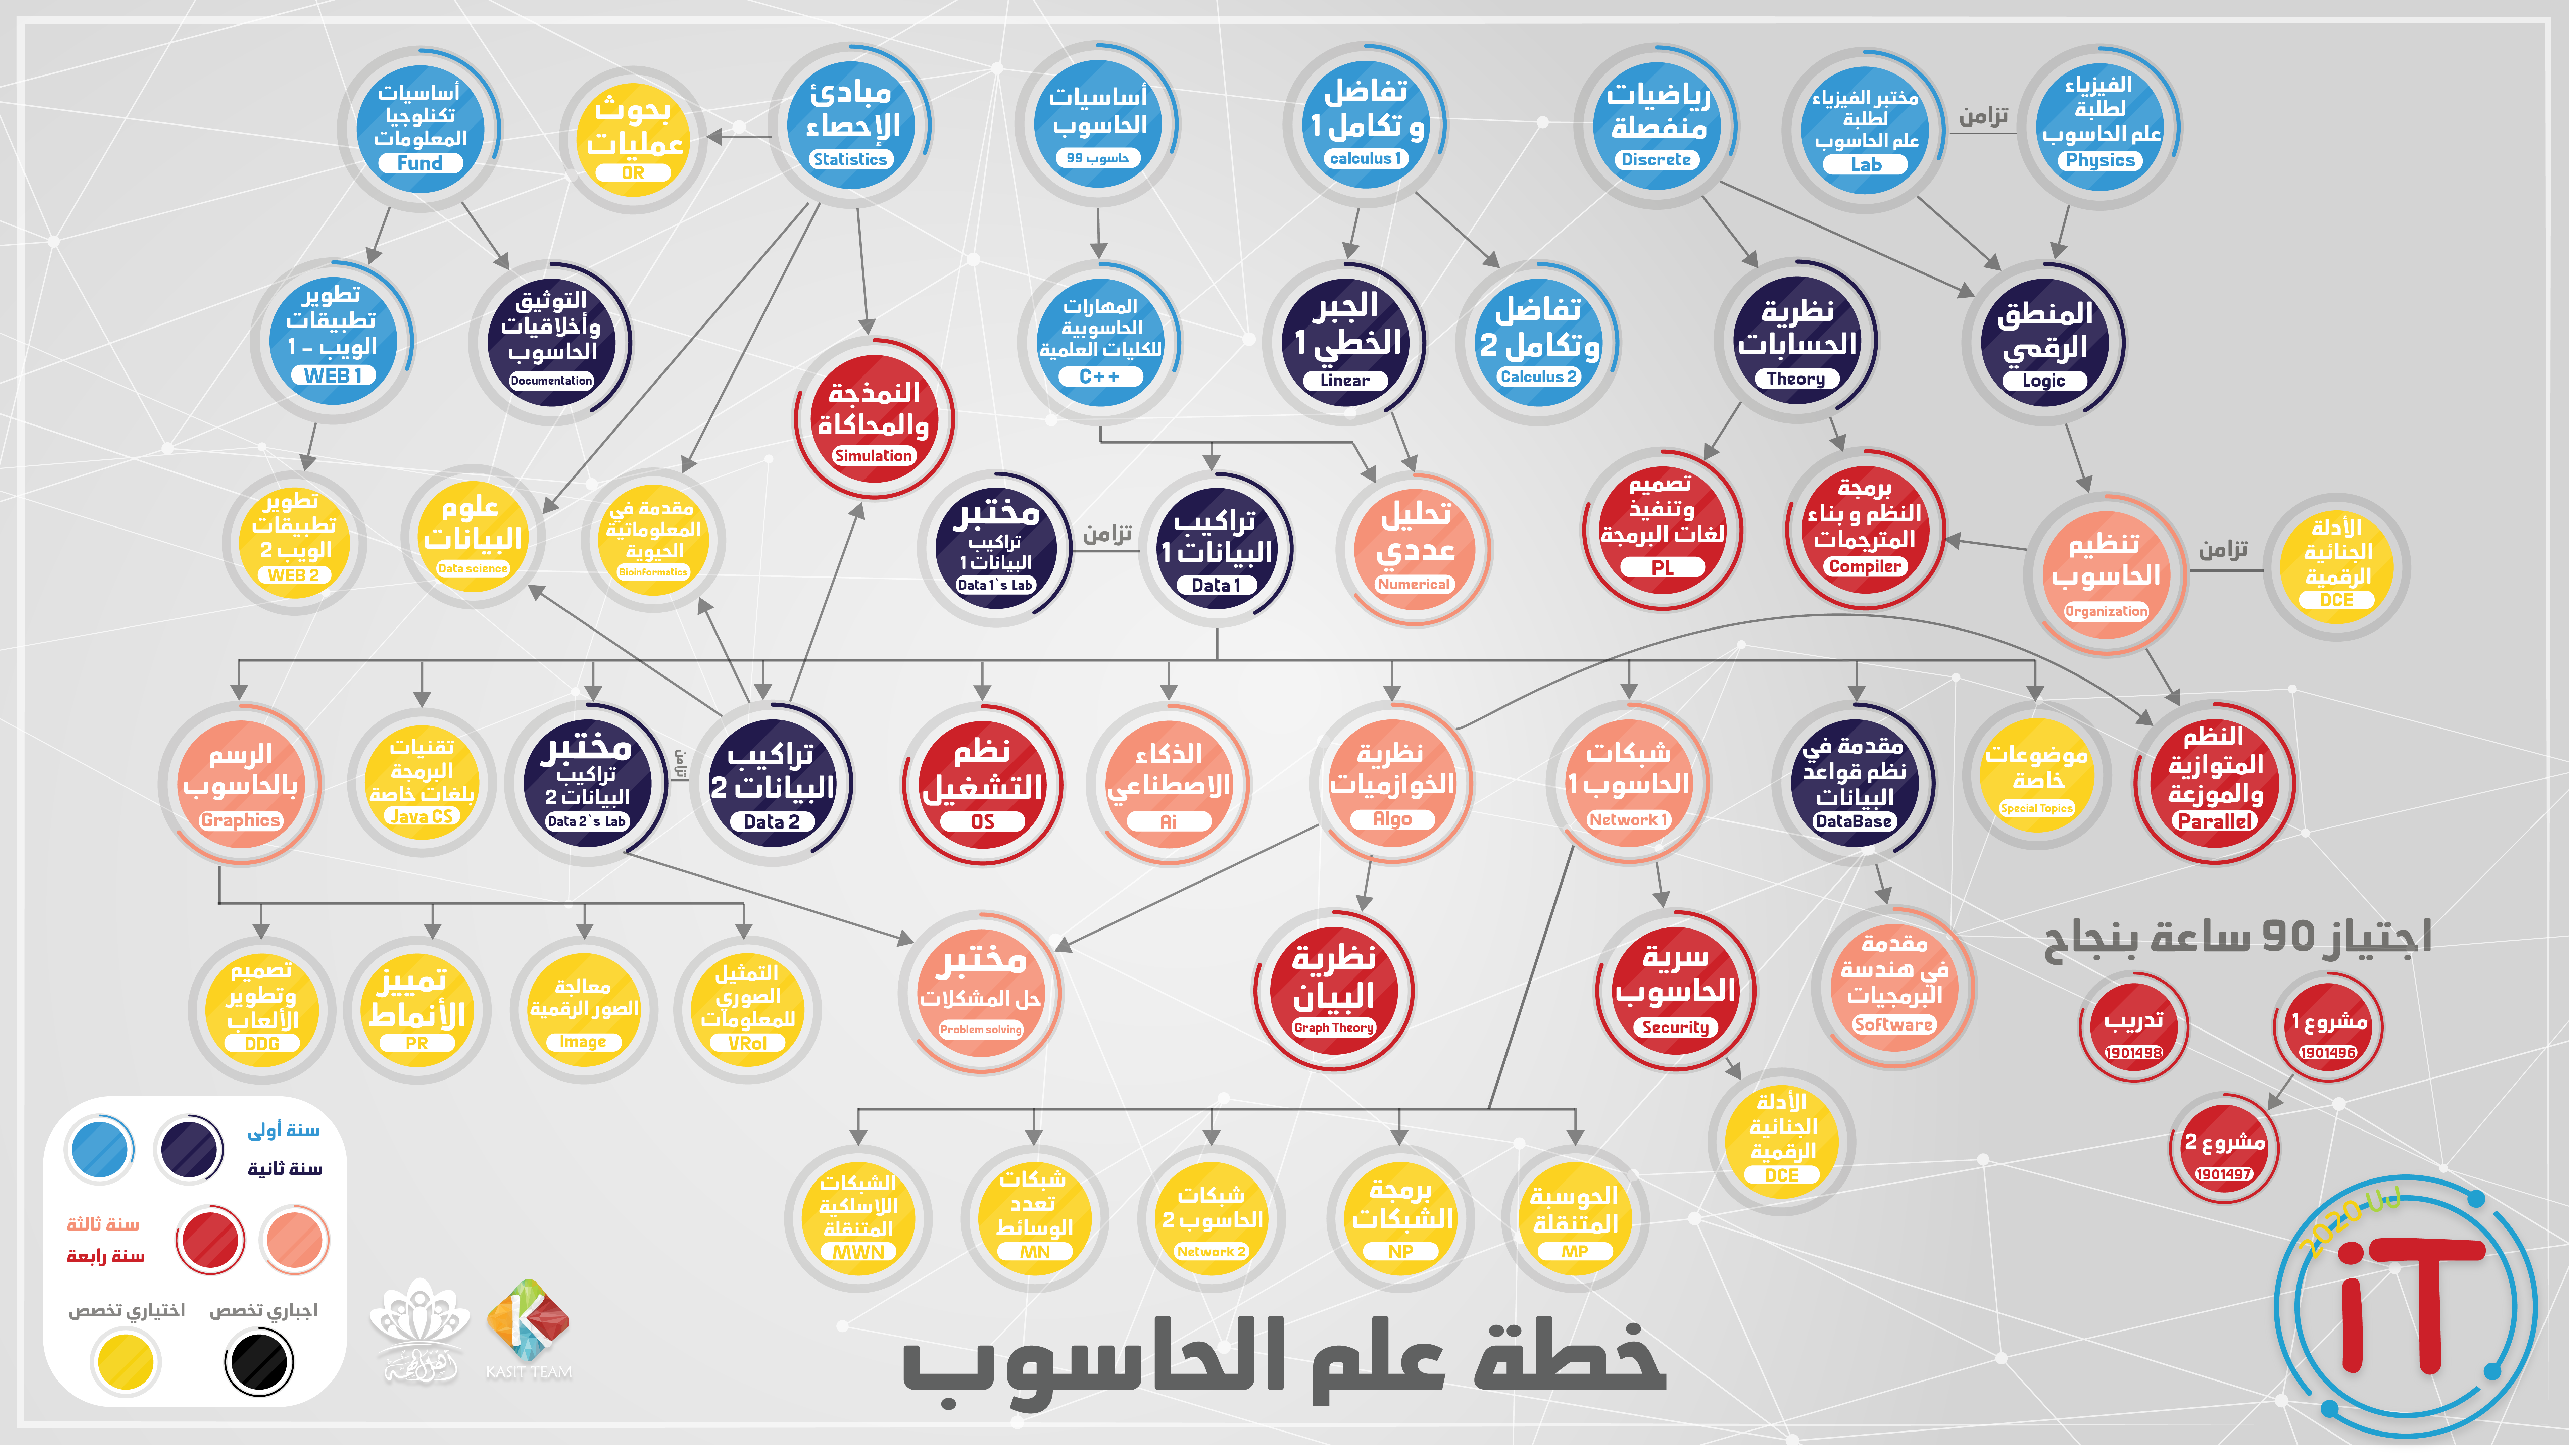 أساسيات
تكنلوجيا
المعلومات
Fund
بحوث
عمليات
OR
مبادئ
الإحصاء
Statistics
أساسيات
الحاسوب
حاسوب 99
تفاضل
و تكامل 1
calculus 1
رياضيات
منفصلة
Discrete
مختبر الفيزياء
لطلبة
علم الحاسوب
Lab
تزامن
الفيزياء
لطلبة
علم الحاسوب
Physics
تطوير
تطبيقات
الويب - 1
WEB 1
التوثيق
وأخلاقيات
الحاسوب
Documentation
النمذجة
والمحاكاة
Simulation
المهارات
الحاسوبية
للكليات العلمية
C++
الجبر
الخطي 1
Linear
تفاضل
وتكامل 2
Calculus 2
نظرية
الحسابات
Theory
المنطق
الرقمي
Logic
تطوير
تطبيقات
الويب 2
WEB 2
علوم
البيانات
Data science
مقدمة في
المعلوماتية
الحيوية
Bioinformatics
مختبر
تراكيب
البيانات 1
Data 1`s Lab
تزامن
تراكيب
البيانات 1
Data 1
تحليل
عددي
Numerical
تصميم
وتنفيذ
لغات البرمجة
PL
برمجة
النظم و بناء
المترجمات
Compiler
تنظيم
الحاسوب
Organization
تزامن
الأدلة
الجنائية
الرقمية
DCE
الرسم
بالحاسوب
Graphics
تقنيات
البرمجة
بلغات خاصة
Java CS
مختبر
تراكيب
البيانات 2
Data 2`s Lab
تزامن
تراكيب
البيانات 2
Data 2
نظم
التشغيل
OS
الذكاء
الاصطناعي
Ai
نظرية
الخوازميات
Algo
شبكات
الحاسوب 1
Network 1
مقدمة في
نظم قواعد
البيانات
DataBase
موضوعات
خاصة
Special Topics
النظم
المتوازية
والموزعة
Parallel
تصميم
وتطوير
الألعاب
DDG
تمييز
الأنماط
PR
معالجة
الصور الرقمية
Image
التمثيل
الصوري
للمعلومات
VRoI
مختبر
حل المشكلات
Problem solving
نظرية
البيان
Graph Theory
سرية
الحاسوب
Security
مقدمة
في هندسة
البرمجيات
Software
اجتياز 90 ساعة بنجاح
تدريب
1901498
مشروع 1
1901496
مشروع 2
1901497
الأدلة
الجنائية
الرقمية
DCE
الشبكات
اللاسلكية
المتنقلة
MWN
شبكات
تعدد
الوسائط
MN
شبكات
الحاسوب 2
Network 2
برمجة
الشبكات
NP
الحوسبة
المتنقلة
MP
سنة أولى
سنة ثانية
سنة ثالثة
سنة رابعة
اختياري تخصص
اجباري تخصص
KASIT TEAM
خطة علم الحاسوب
2020 UJ
iT